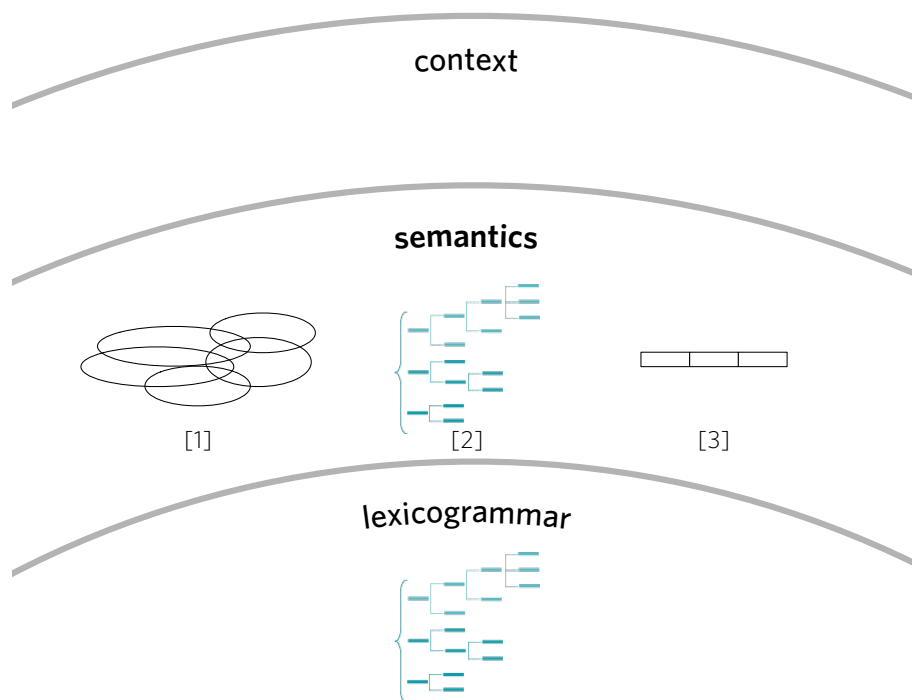 context
semantics
[1] [2] [3]
lexicogrammar